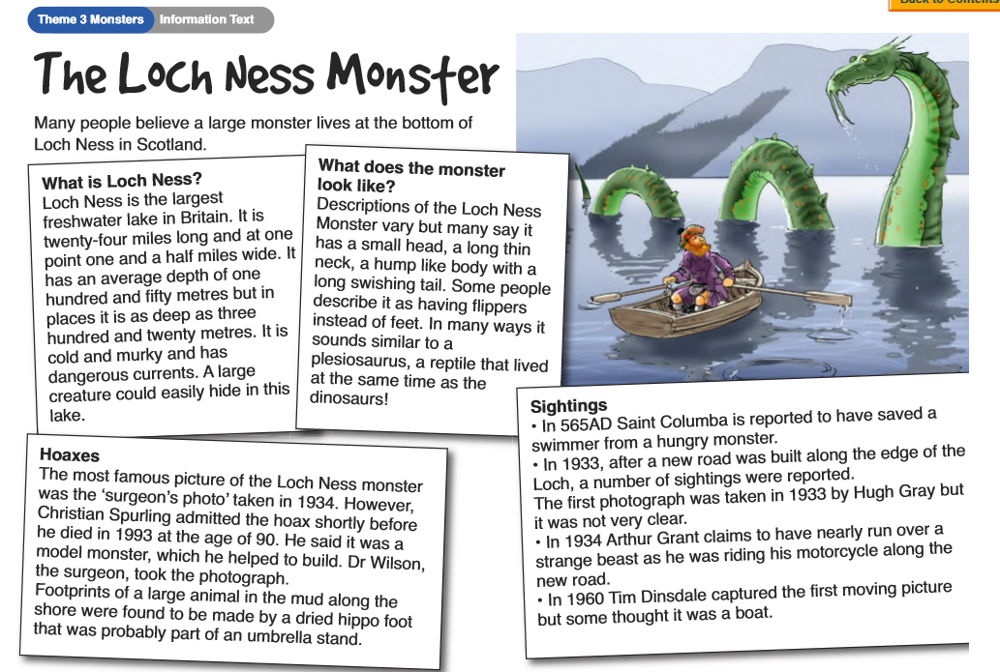 Back to Contents
Theme 3 Monsters Information Text
The Loch Ness Monster
Many people believe a large monster lives at the bottom of
Loch Ness in Scotland.
What is Loch Ness?
Loch Ness is the largest
freshwater lake in Britain. It is
twenty-four miles long and at one
point one and a half miles wide. It
has an average depth of one
hundred and fifty metres but in
places it is as deep as three
hundred and twenty metres. It is
cold and murky and has
dangerous currents. A large
creature could easily hide in this
lake.
What does the monster
look like?
Descriptions of the Loch Ness
Monster vary but many say it
has a small head, a long thin
neck, a hump like body with a
long swishing tail. Some people
describe it as having flippers
instead of feet. In many ways it
sounds similar to a
plesiosaurus, a reptile that lived
at the same time as the
dinosaurs!
Hoaxes
The most famous picture of the Loch Ness monster
was the ‘surgeon's photo’ taken in 1934. However,
Christian Spurling admitted the hoax shortly before
he died in 1993 at the age of 90. He said it was a
model monster, which he helped to build. Dr Wilson,
the surgeon, took the photograph.
Footprints of a large animal in the mud along the
shore were found to be made by a dried hippo foot
that was probably part of an umbrella stand.
Sightings
• In 565AD Saint Columba is reported to have saved a
swimmer from a hungry monster.
• In 1933, after a new road was built along the edge of the
Loch, a number of sightings were reported.
The first photograph was taken in 1933 by Hugh Gray but
it was not very clear.
• In 1934 Arthur Grant claims to have nearly run over a
strange beast as he was riding his motorcycle along the
new road.
• In 1960 Tim Dinsdale captured the first moving picture
but some thought it was a boat.